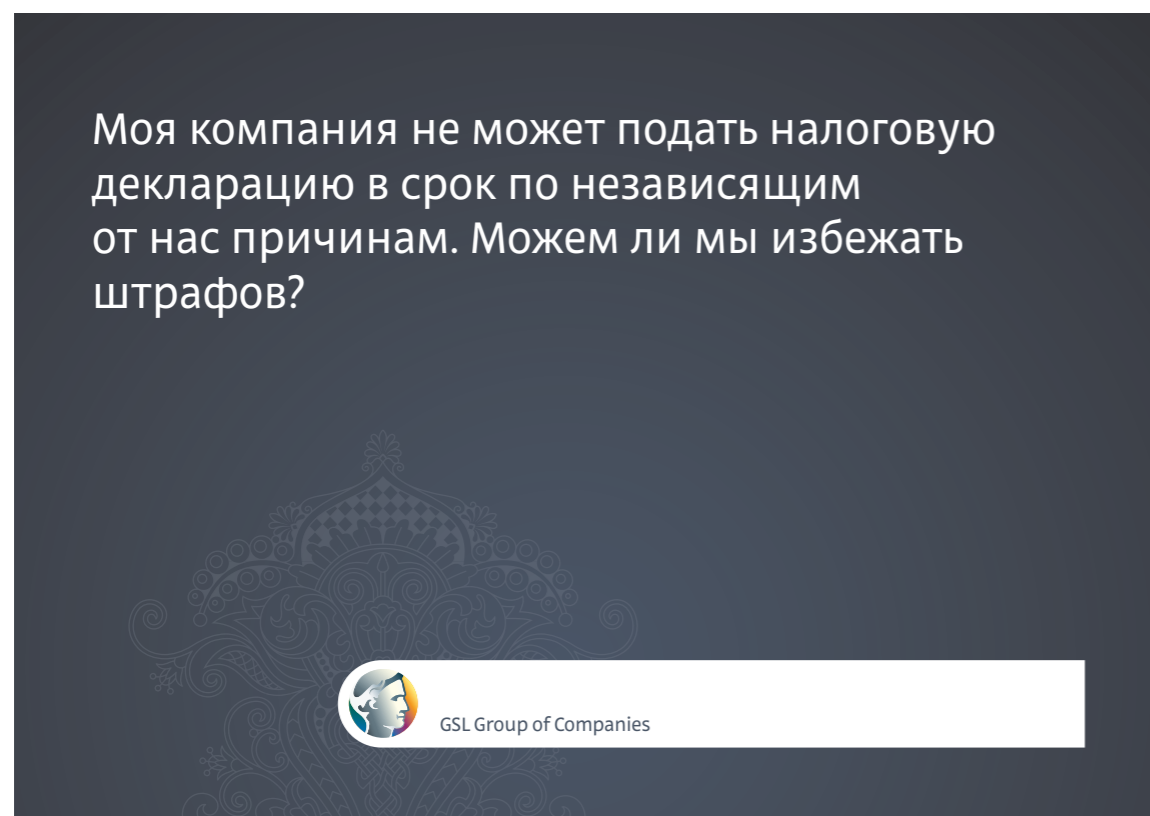 Моя компания не может подать налоговую
декларацию в срок по независящим
от нас причинам. Можем ли мы избежать
штрафов?
GSL Group of Companies